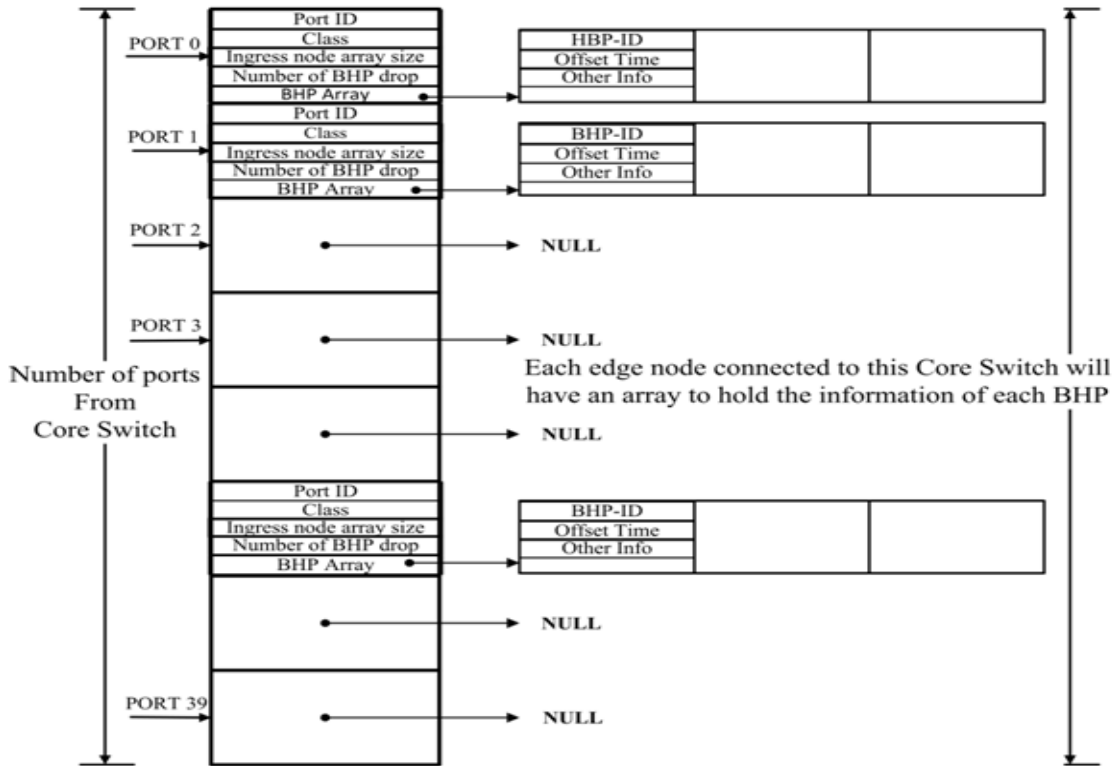 Port ID
PORT 0
Class
Ingress node array size
Number of BHP drop
BHP Array
HBP-ID
Offset Time
Other Info
Port ID
PORT 1
Class
Ingress node array size
Number of BHP drop
BHP Array
BHP-ID
Offset Time
Other Info
PORT 2
NULL
PORT 3
NULL
Number of ports
From
Core Switch
Each edge node connected to this Core Switch will
have an array to hold the information of each BHP
NULL
Port ID
Class
Ingress node array size
Number of BHP drop
BHP Array
BHP-ID
Offset Time
Other Info
NULL
PORT 39
NULL